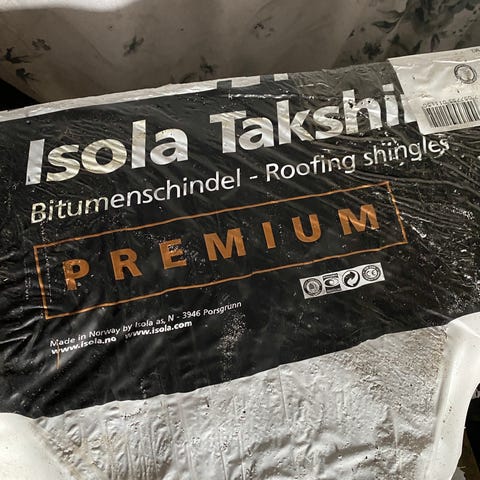 Isola Takshi
Bitumenschindel - Roofing shingles
PREMIUM
Made in Norway by Isola as, N - 3946 Porsgrunn
www.isola.no www.isola.com